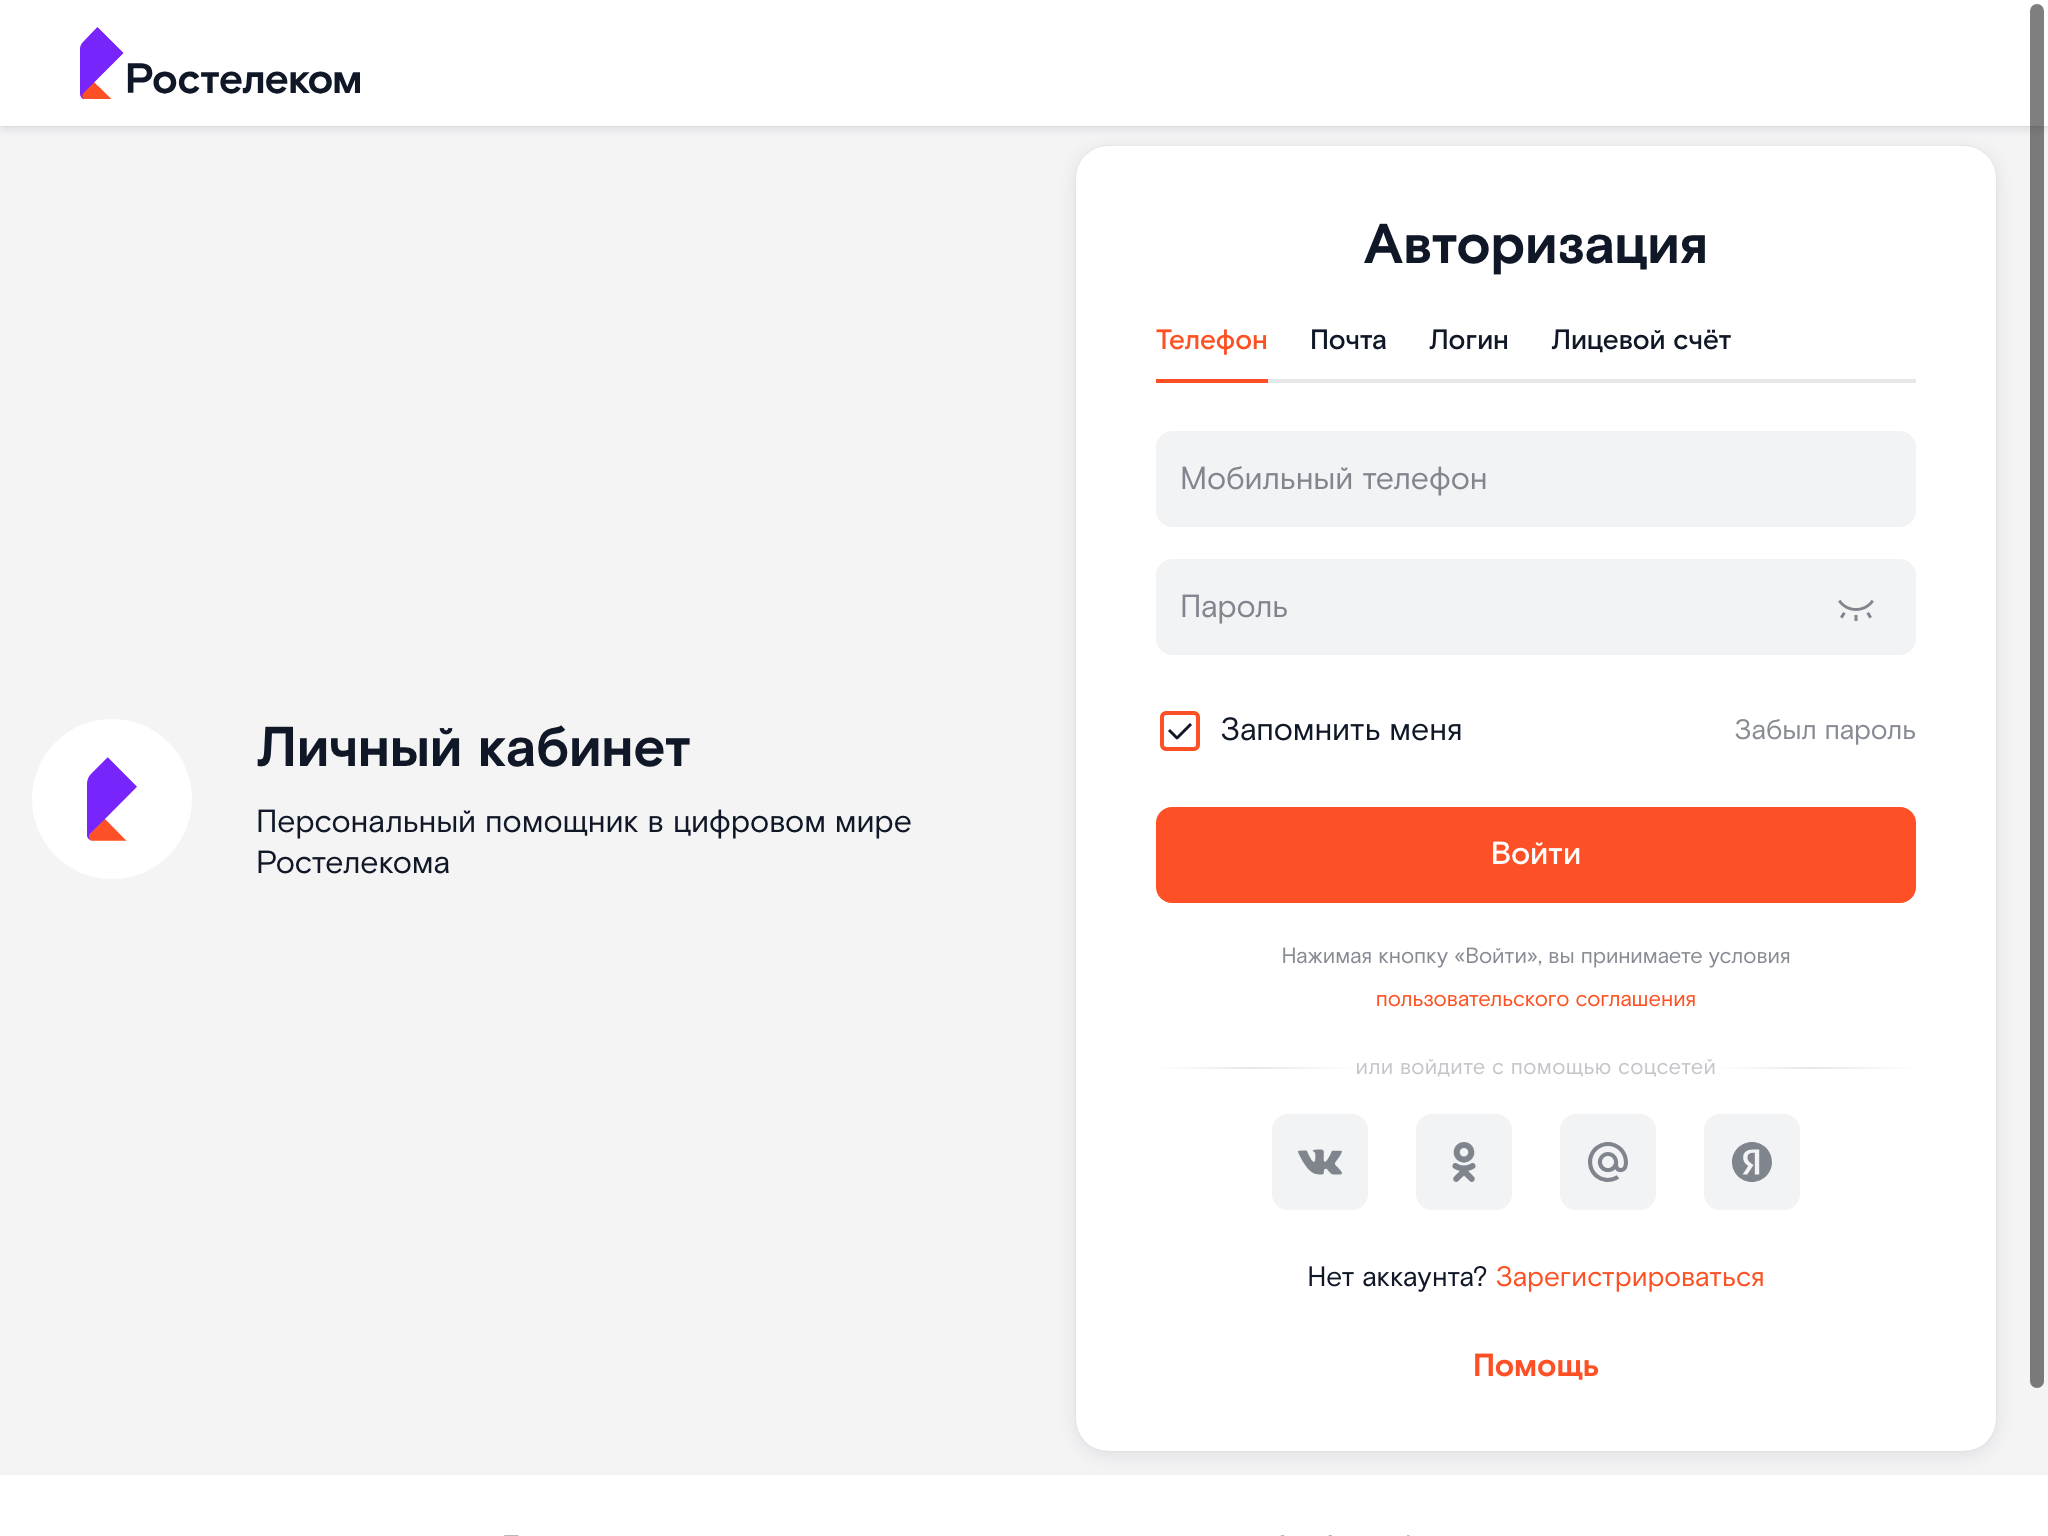 Ростелеком
Авторизация
Телефон Почта Логин Лицевой счёт
Мобильный телефон
Пароль
Запомнить меня Забыл пароль
Войти
Нажимая кнопку «Войти», вы принимаете условия
пользовательского соглашения
или войдите с помощью соцсетей
Нет аккаунта? Зарегистрироваться
Помощь
Личный кабинет
Персональный помощник в цифровом мире
Ростелекома